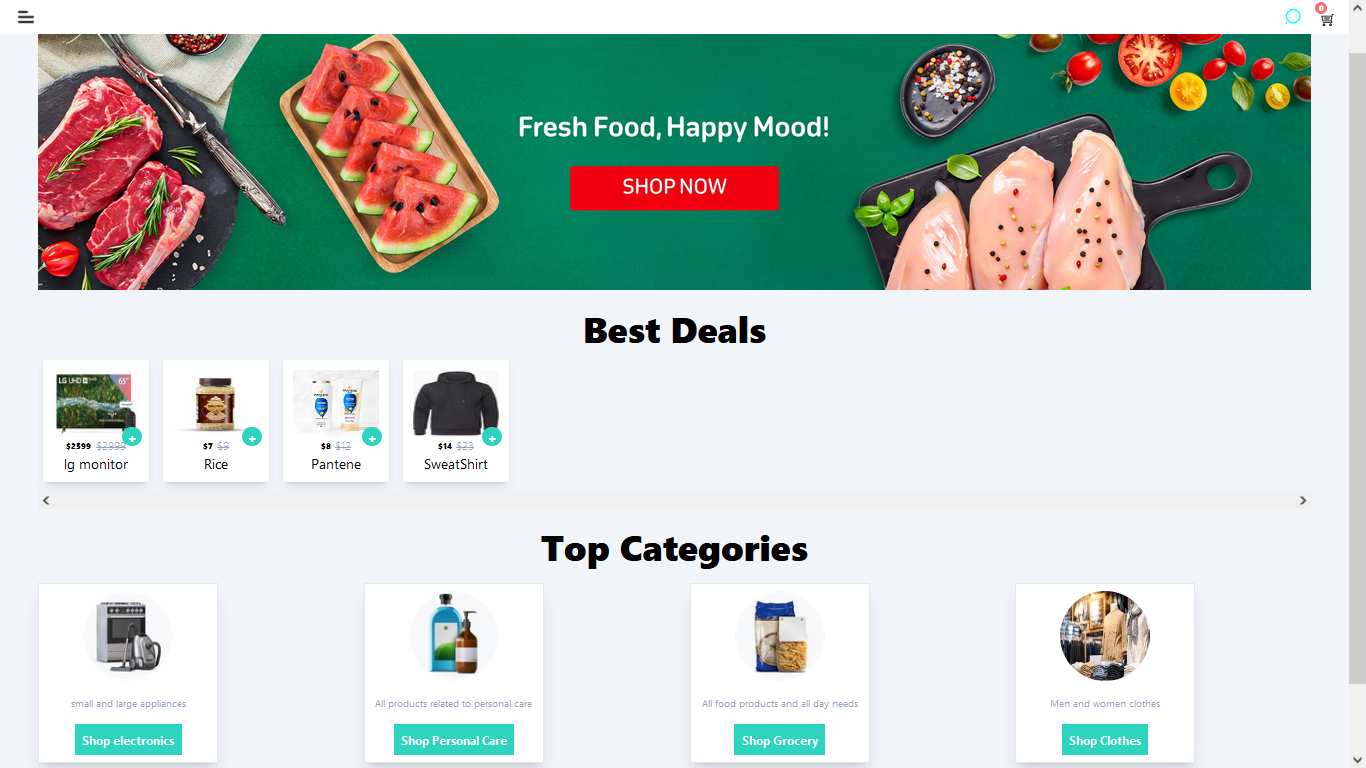 0
Fresh Food, Happy Mood!
SHOP NOW
Best Deals
LG UHD 65"
$2599 $2999
+
lg monitor
$7 $9
+
Rice
$8 $12
+
Pantene
$14 $23
+
SweatShirt
Top Categories
small and large appliances
Shop electronics
All products related to personal care
Shop Personal Care
All food products and all day needs
Shop Grocery
Men and women clothes
Shop Clothes